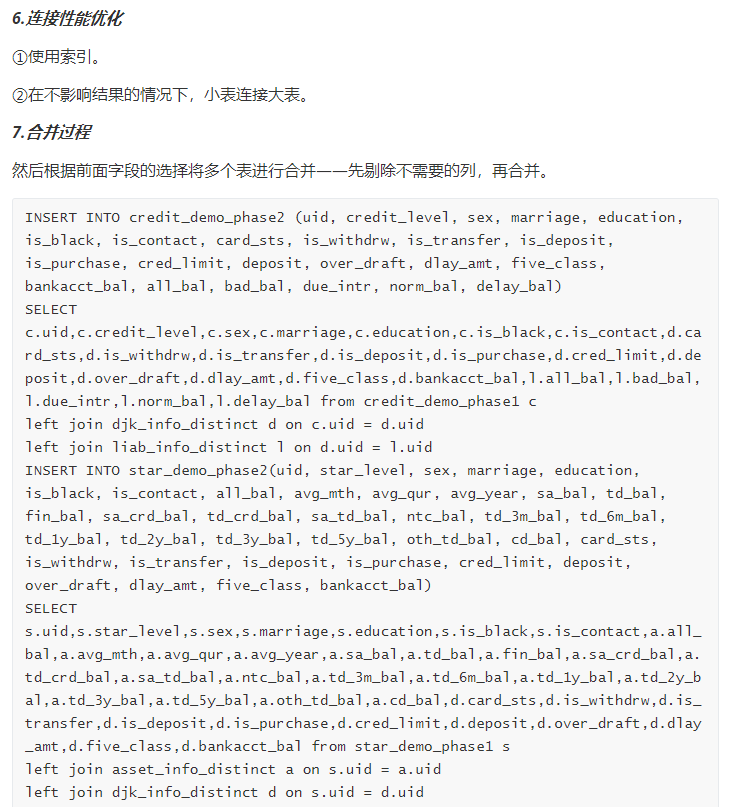 6.连接性能优化
①使用索引。
②在不影响结果的情况下，小表连接大表。
7.合并过程
然后根据前面字段的选择将多个表进行合并——先剔除不需要的列，再合并。
INSERT INTO credit_demo_phase2 (uid, credit_level, sex, marriage, education,
is_black, is_contact, card_sts, is_withdrw, is_transfer, is_deposit,
is_purchase, cred_limit, deposit, over_draft, dlay_amt, five_class,
bankacct_bal, all_bal, bad_bal, due_intr, norm_bal, delay_bal)
SELECT
c.uid,c.credit_level,c.sex,c.marriage,c.education,c.is_black,c.is_contact,d.ca
rd_sts,d.is_withdrw,d.is_transfer,d.is_deposit,d.is_purchase,d.cred_limit,d.de
posit,d.over_draft,d.dlay_amt,d.five_class,d.bankacct_bal,l.all_bal,l.bad_bal,
l.due_intr,l.norm_bal,l.delay_bal from credit_demo_phase1 c
left join djk_info_distinct d on c.uid = d.uid
left join liab_info_distinct l on d.uid = l.uid
INSERT INTO star_demo_phase2(uid, star_level, sex, marriage, education,
is_black, is_contact, all_bal, avg_mth, avg_qur, avg_year, sa_bal, td_bal,
fin_bal, sa_crd_bal, td_crd_bal, sa_td_bal, ntc_bal, td_3m_bal, td_6m_bal,
td_1y_bal, td_2y_bal, td_3y_bal, td_5y_bal, oth_td_bal, cd_bal, card_sts,
is_withdrw, is_transfer, is_deposit, is_purchase, cred_limit, deposit,
over_draft, dlay_amt, five_class, bankacct_bal)
SELECT
s.uid,s.star_level,s.sex,s.marriage,s.education,s.is_black,s.is_contact,a.all_
bal,a.avg_mth,a.avg_qur,a.avg_year,a.sa_bal,a.td_bal,a.fin_bal,a.sa_crd_bal,a.
td_crd_bal,a.sa_td_bal,a.ntc_bal,a.td_3m_bal,a.td_6m_bal,a.td_1y_bal,a.td_2y_b
al,a.td_3y_bal,a.td_5y_bal,a.oth_td_bal,a.cd_bal,d.card_sts,d.is_withdrw,d.is_
transfer,d.is_deposit,d.is_purchase,d.cred_limit,d.deposit,d.over_draft,d.dlay
_amt,d.five_class,d.bankacct_bal from star_demo_phase1 s
left join asset_info_distinct a on s.uid = a.uid
left join djk_info_distinct d on s.uid = d.uid